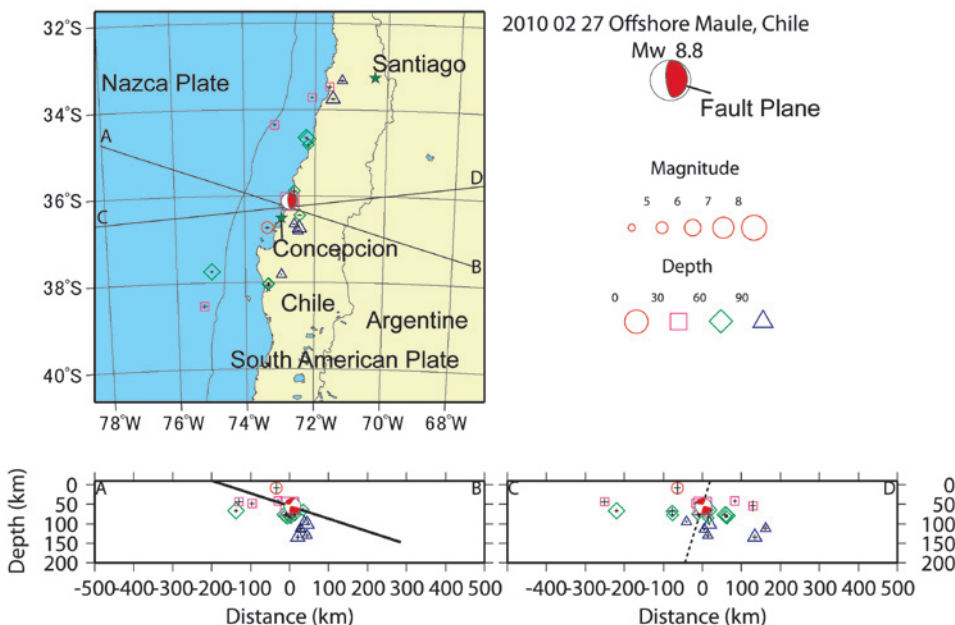 2010 02 27 Offshore Maule, Chile
Mw 8.8
Fault Plane
32°S
34°S
36°S
38°S
40°S
Nazca Plate
Santiago
A
D
C
B
Concepcion
Chile
Argentine
South American Plate
78°W 76°W 74°W 72°W 70°W 68°W
Magnitude
5 6 7 8
Depth
0 30 60 90
Depth (km)
0
50
100
150
200
A B
-500 -400 -300 -200 -100 0 100 200 300 400 500
Distance (km)
C D
0
50
100
150
200
-500 -400 -300 -200 -100 0 100 200 300 400 500
Distance (km)